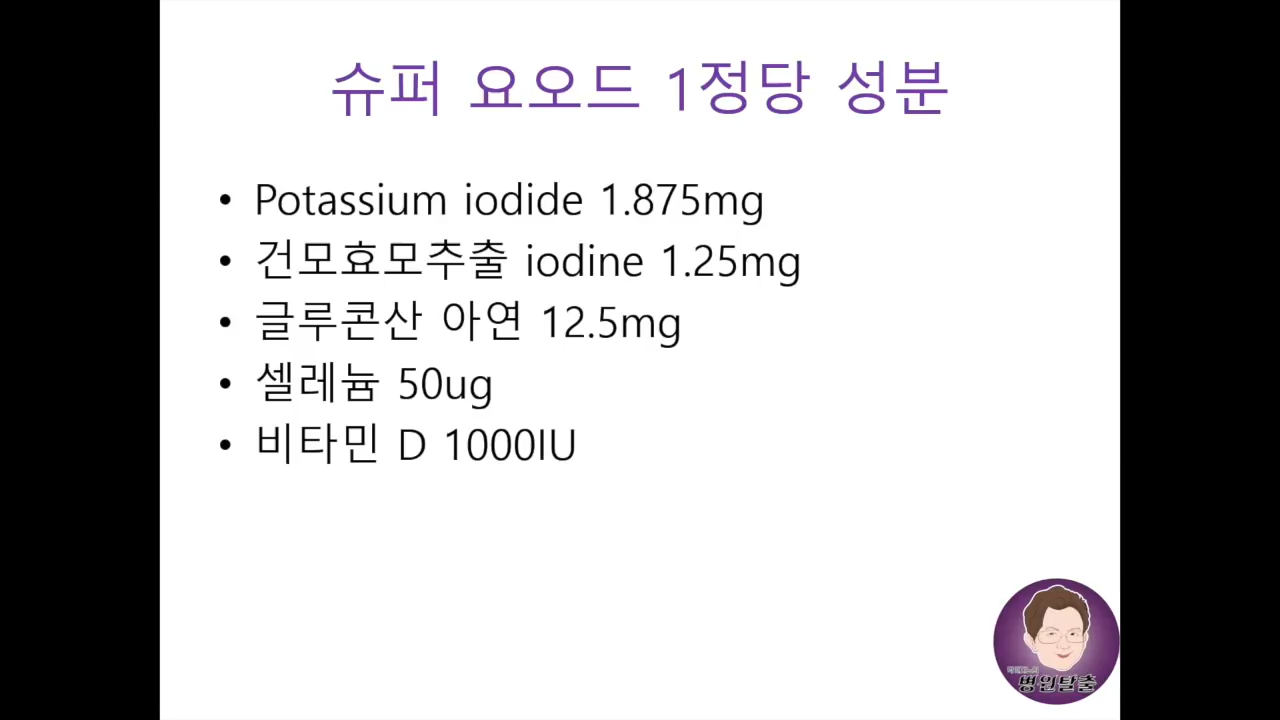 슈퍼 요오드 1정당 성분
• Potassium iodide 1.875mg
• 건모효모추출 iodine 1.25mg
• 글루콘산 아연 12.5mg
• 셀레늄 50ug
• 비타민 D 1000IU
병원탈출